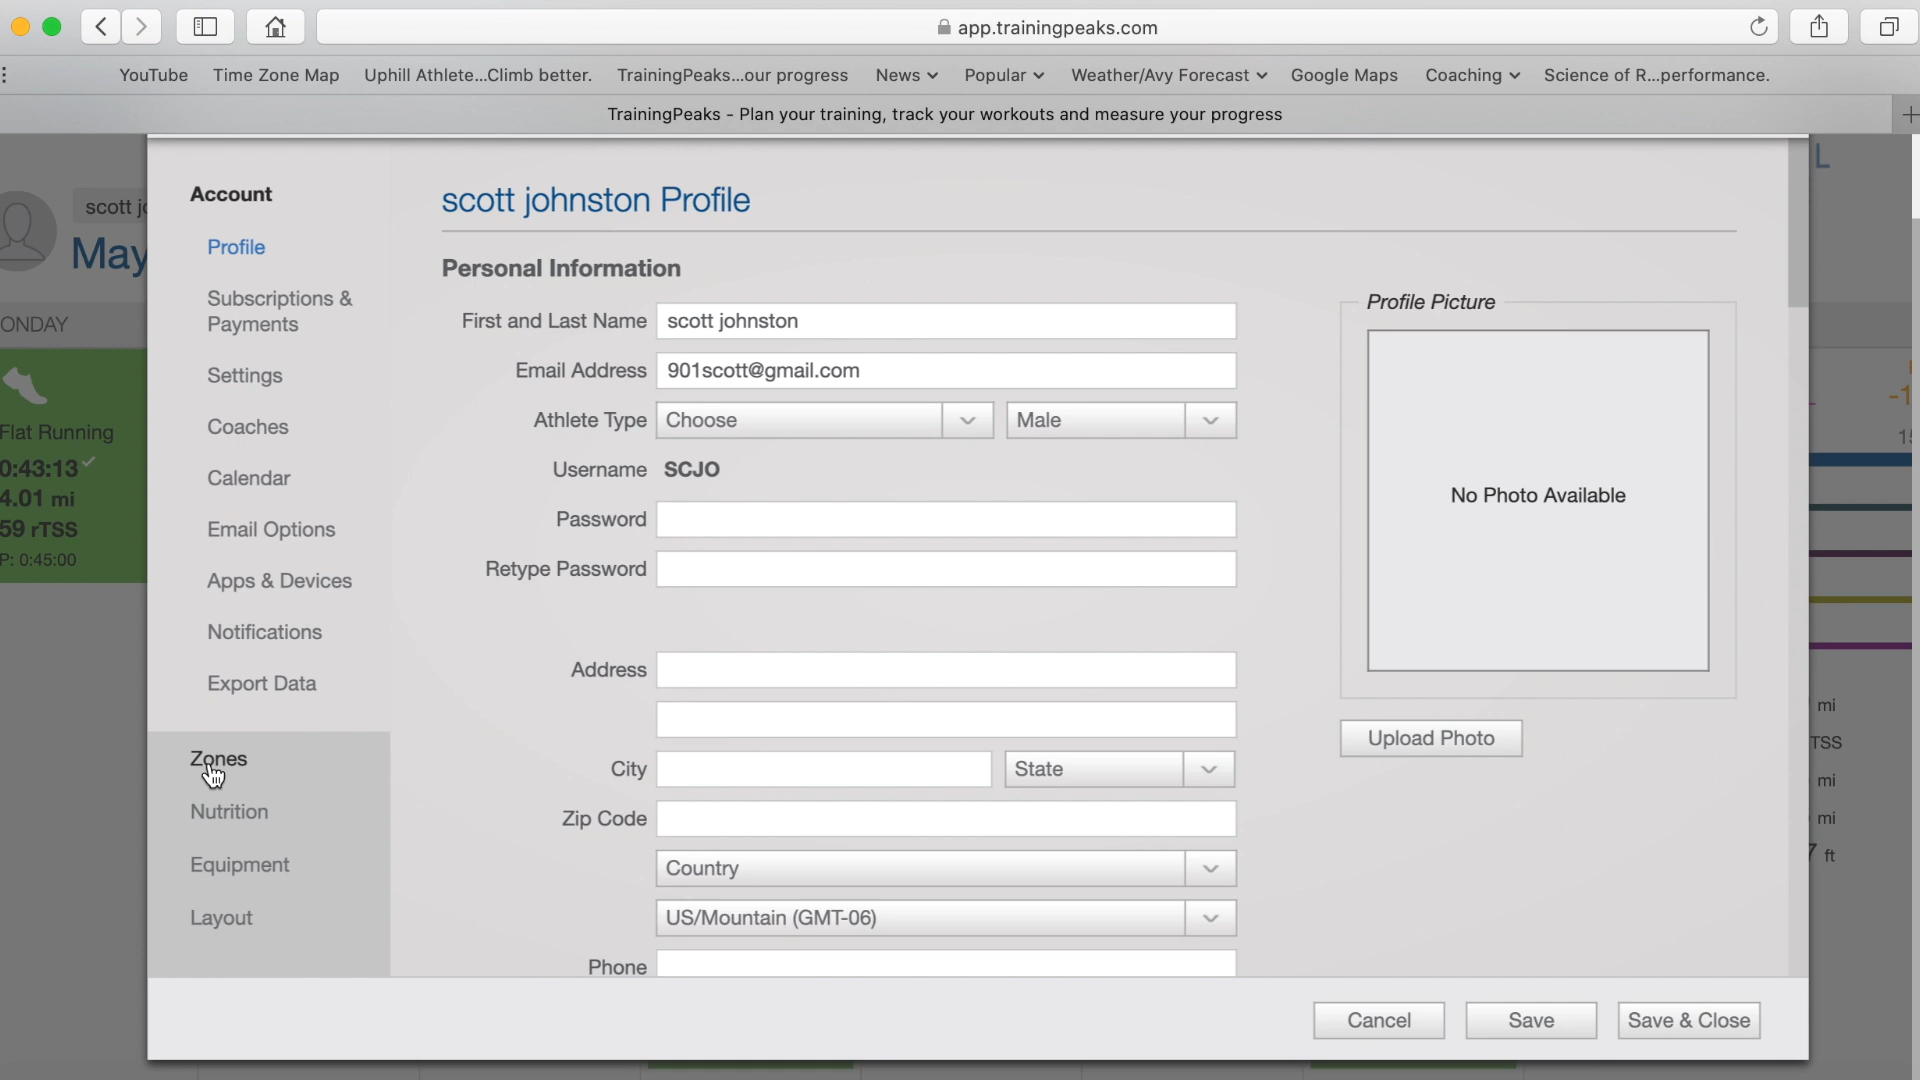 app.trainingpeaks.com
YouTube Time Zone Map Uphill Athlete...Climb better. TrainingPeaks...our progress News Popular Weather/Avy Forecast Google Maps Coaching Science of R...performance.
TrainingPeaks - Plan your training, track your workouts and measure your progress
L
scott jo
May
ONDAY
Flat Running
0:43:13
4.01 mi
59 rTSS
P: 0:45:00
Account
Profile
Subscriptions &
Payments
Settings
Coaches
Calendar
Email Options
Apps & Devices
Notifications
Export Data
Zones
Nutrition
Equipment
Layout
scott johnston Profile
Personal Information
First and Last Name scott johnston
Email Address 901scott@gmail.com
Athlete Type Choose Male
Username SCJO
Password
Retype Password
Address
City State
Zip Code
Country
US/Mountain (GMT-06)
Phone
Profile Picture
No Photo Available
Upload Photo
Cancel Save Save & Close
-1
mi
TSS
mi
mi
7 ft